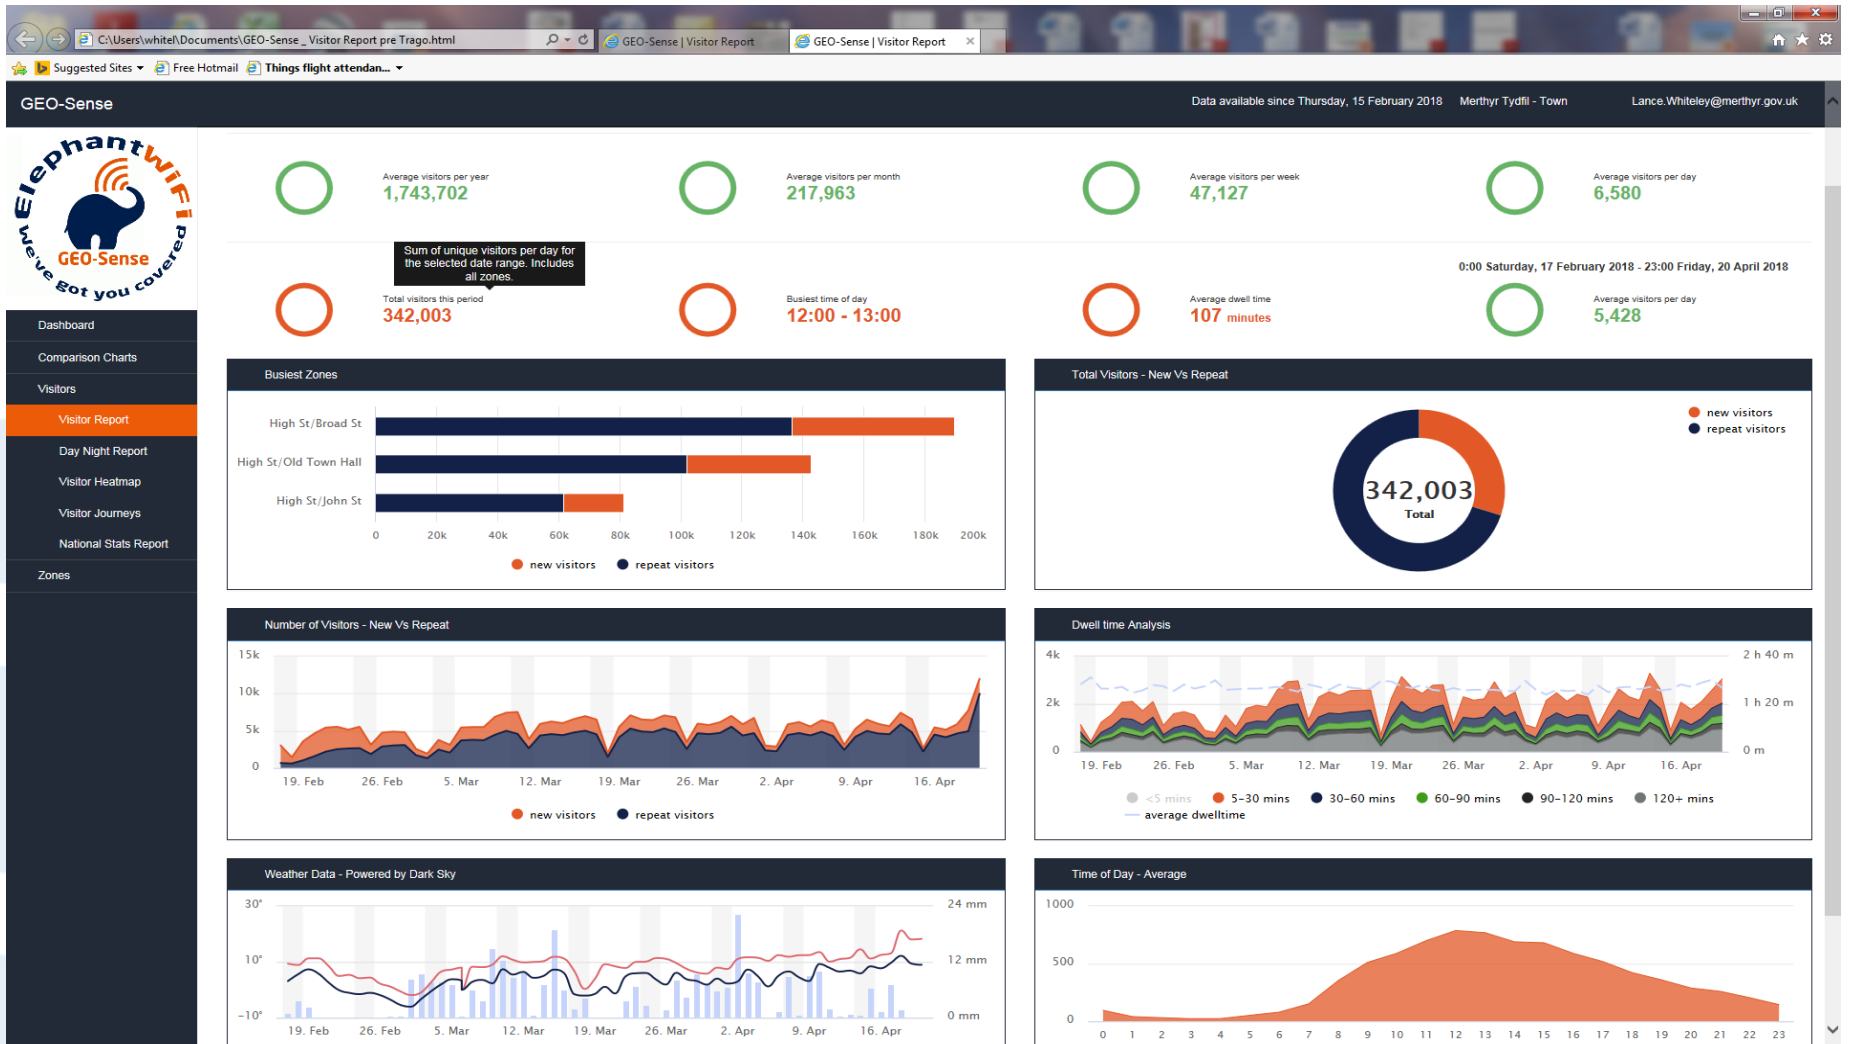 C:\Users\whitel\Documents\GEO-Sense _ Visitor Report pre Trago.html
GEO-Sense | Visitor Report
GEO-Sense | Visitor Report
Suggested Sites
Free Hotmail
Things flight attendan...
GEO-Sense
Data available since Thursday, 15 February 2018
Merthyr Tydfil - Town
Lance.Whiteley@merthyr.gov.uk
ElephantWiFi
GEO-Sense
We've got you covered
Dashboard
Comparison Charts
Visitors
Visitor Report
Day Night Report
Visitor Heatmap
Visitor Journeys
National Stats Report
Zones
Average visitors per year
1,743,702
Average visitors per month
217,963
Average visitors per week
47,127
Average visitors per day
6,580
Sum of unique visitors per day for
the selected date range. Includes
all zones.
0:00 Saturday, 17 February 2018 - 23:00 Friday, 20 April 2018
Total visitors this period
342,003
Busiest time of day
12:00 - 13:00
Average dwell time
107 minutes
Average visitors per day
5,428
Busiest Zones
High St/Broad St
High St/Old Town Hall
High St/John St
0 20k 40k 60k 80k 100k 120k 140k 160k 180k 200k
new visitors repeat visitors
Total Visitors - New Vs Repeat
new visitors
repeat visitors
342,003
Total
Number of Visitors - New Vs Repeat
15k
10k
5k
0
19. Feb 26. Feb 5. Mar 12. Mar 19. Mar 26. Mar 2. Apr 9. Apr 16. Apr
new visitors repeat visitors
Dwell time Analysis
4k 2 h 40 m
2k 1 h 20 m
0 0 m
19. Feb 26. Feb 5. Mar 12. Mar 19. Mar 26. Mar 2. Apr 9. Apr 16. Apr
<5 mins 5-30 mins 30-60 mins 60-90 mins 90-120 mins 120+ mins
average dwelltime
Weather Data - Powered by Dark Sky
30° 24 mm
10° 12 mm
-10° 0 mm
19. Feb 26. Feb 5. Mar 12. Mar 19. Mar 26. Mar 2. Apr 9. Apr 16. Apr
Time of Day - Average
1000
500
0
0 1 2 3 4 5 6 7 8 9 10 11 12 13 14 15 16 17 18 19 20 21 22 23